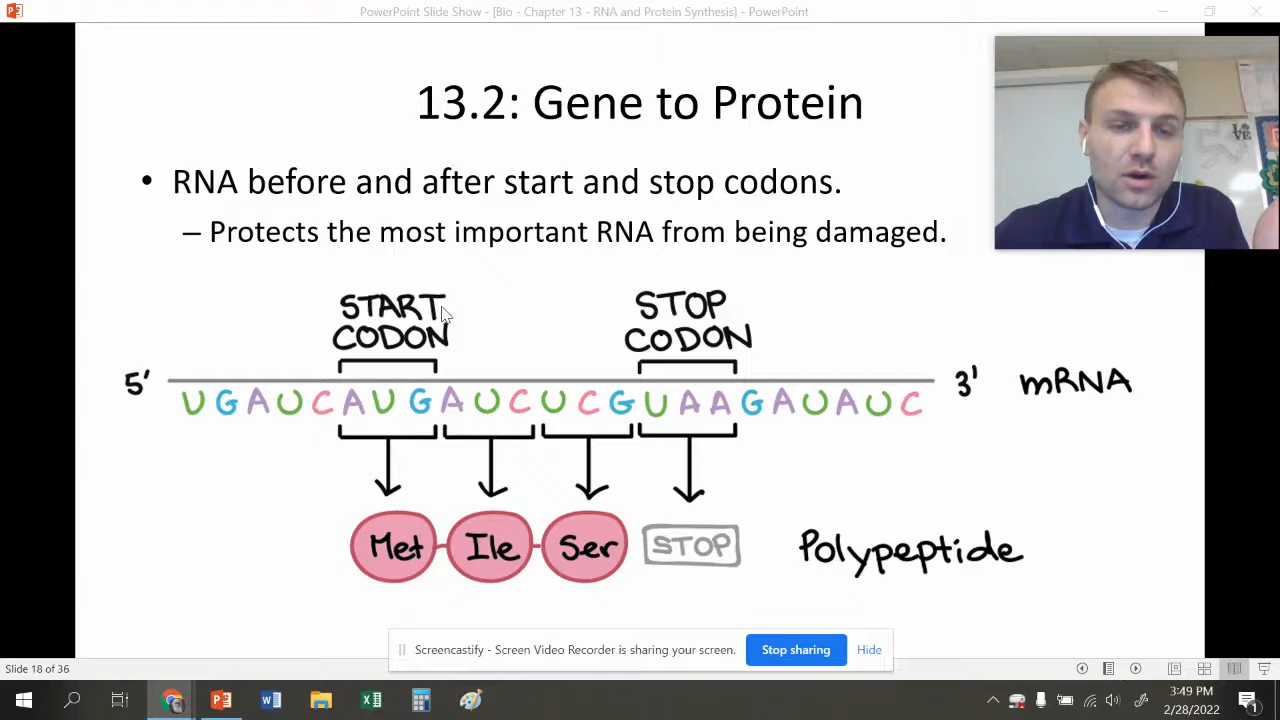 PowerPoint Slide Show - [Bio - Chapter 13 - RNA and Protein Synthesis] - PowerPoint
13.2: Gene to Protein
• RNA before and after start and stop codons.
– Protects the most important RNA from being damaged.
LOVE
START CODON
STOP CODON
5' 3' mRNA
UGAUCAUGAUCUCGUAAGAUAUC
Met Ile Ser STOP Polypeptide
Screencastify - Screen Video Recorder is sharing your screen. Stop sharing Hide
Slide 18 of 36
3:49 PM
2/28/2022
1